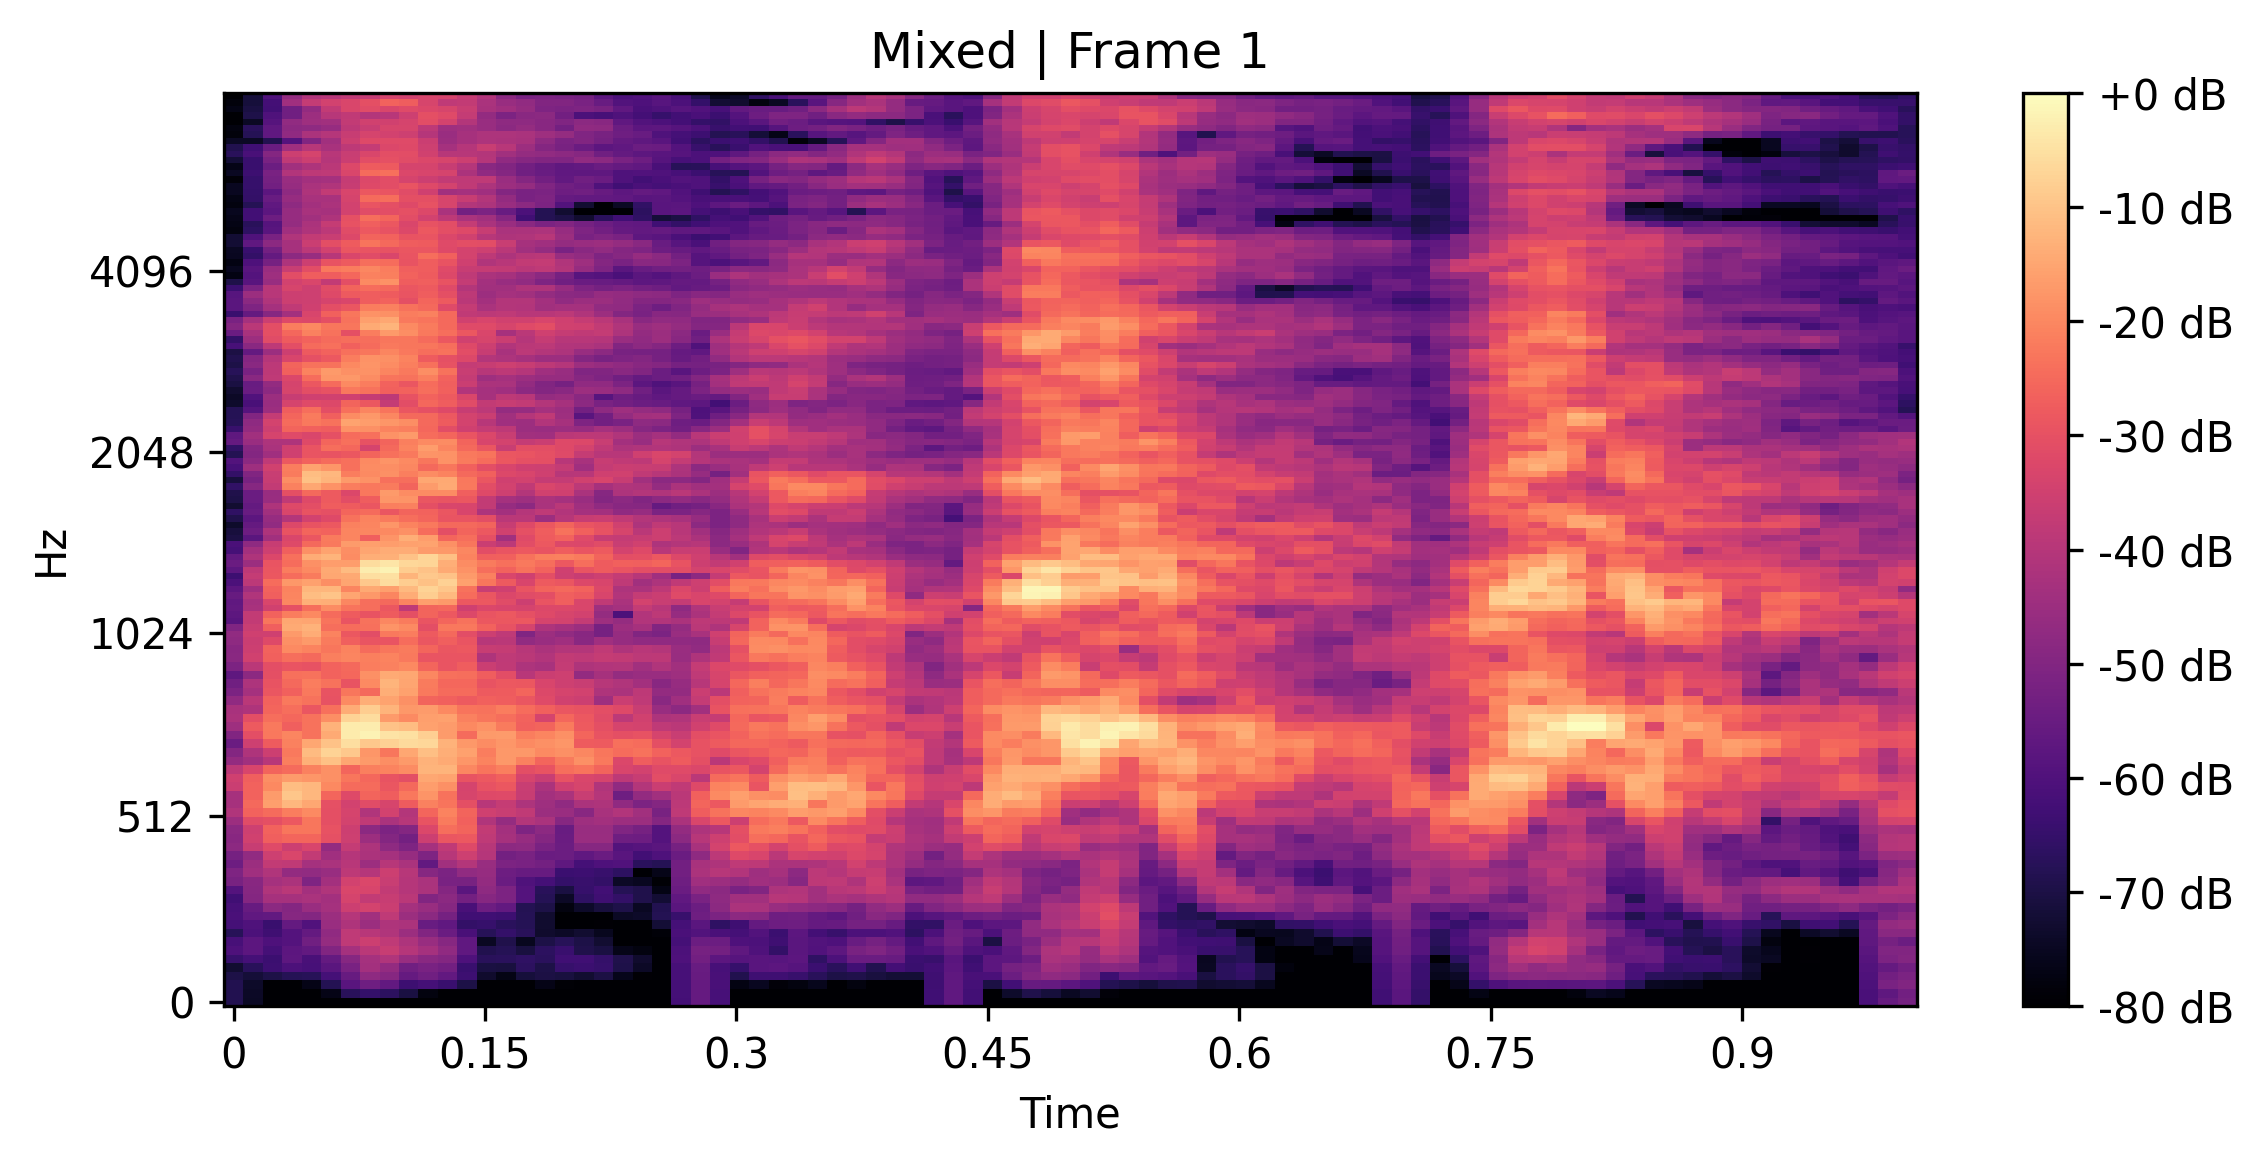 Mixed | Frame 1
Hz
4096
2048
1024
512
0
0 0.15 0.3 0.45 0.6 0.75 0.9
Time
+0 dB
-10 dB
-20 dB
-30 dB
-40 dB
-50 dB
-60 dB
-70 dB
-80 dB